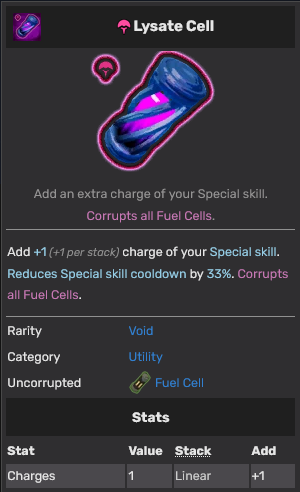 Lysate Cell
Add an extra charge of your Special skill.
Corrupts all Fuel Cells.
Add +1 (+1 per stack) charge of your Special skill.
Reduces Special skill cooldown by 33%. Corrupts
all Fuel Cells.
Rarity Void
Category Utility
Uncorrupted Fuel Cell
Stats
Stat Value Stack Add
Charges 1 Linear +1